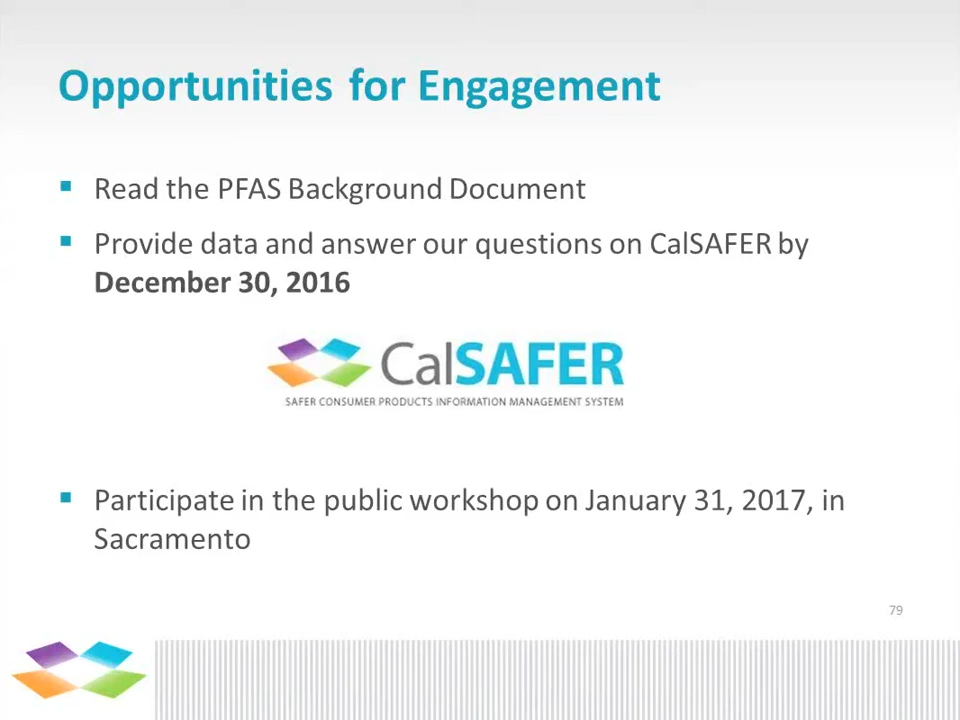 Opportunities for Engagement
▪ Read the PFAS Background Document
▪ Provide data and answer our questions on CalSAFER by
December 30, 2016
CalSAFER
SAFER CONSUMER PRODUCTS INFORMATION MANAGEMENT SYSTEM
▪ Participate in the public workshop on January 31, 2017, in
Sacramento
79